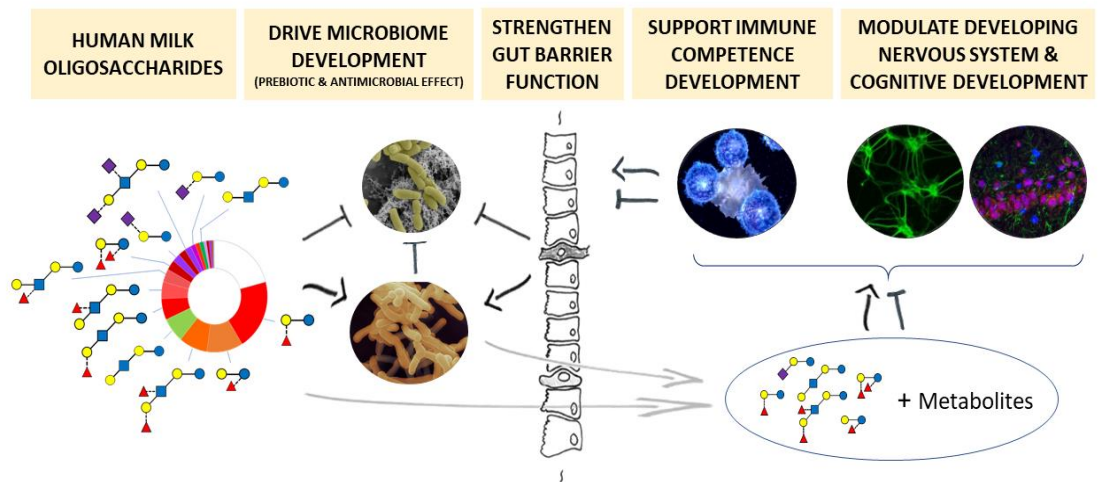 HUMAN MILK
OLIGOSACCHARIDES
DRIVE MICROBIOME
DEVELOPMENT
(PREBIOTIC & ANTIMICROBIAL EFFECT)
STRENGTHEN
GUT BARRIER
FUNCTION
SUPPORT IMMUNE
COMPETENCE
DEVELOPMENT
MODULATE DEVELOPING
NERVOUS SYSTEM &
COGNITIVE DEVELOPMENT
+ Metabolites